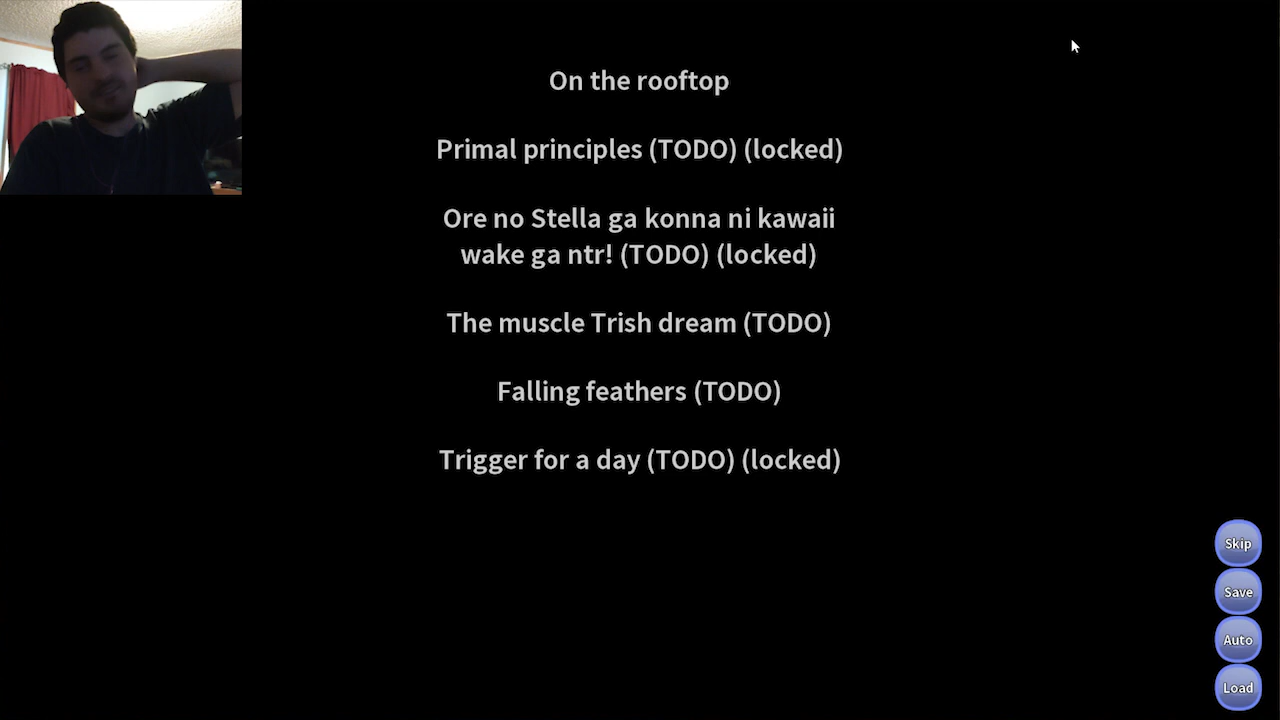 On the rooftop
Primal principles (TODO) (locked)
Ore no Stella ga konna ni kawaii
wake ga ntr! (TODO) (locked)
The muscle Trish dream (TODO)
Falling feathers (TODO)
Trigger for a day (TODO) (locked)
Skip
Save
Auto
Load